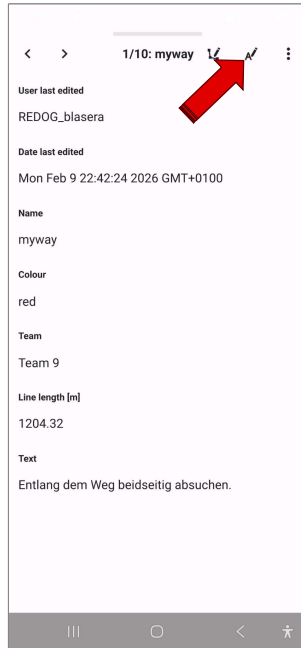 1/10: myway
User last edited
REDOG_blasera
Date last edited
Mon Feb 9 22:42:24 2026 GMT+0100
Name
myway
Colour
red
Team
Team 9
Line length [m]
1204.32
Text
Entlang dem Weg beidseitig absuchen.